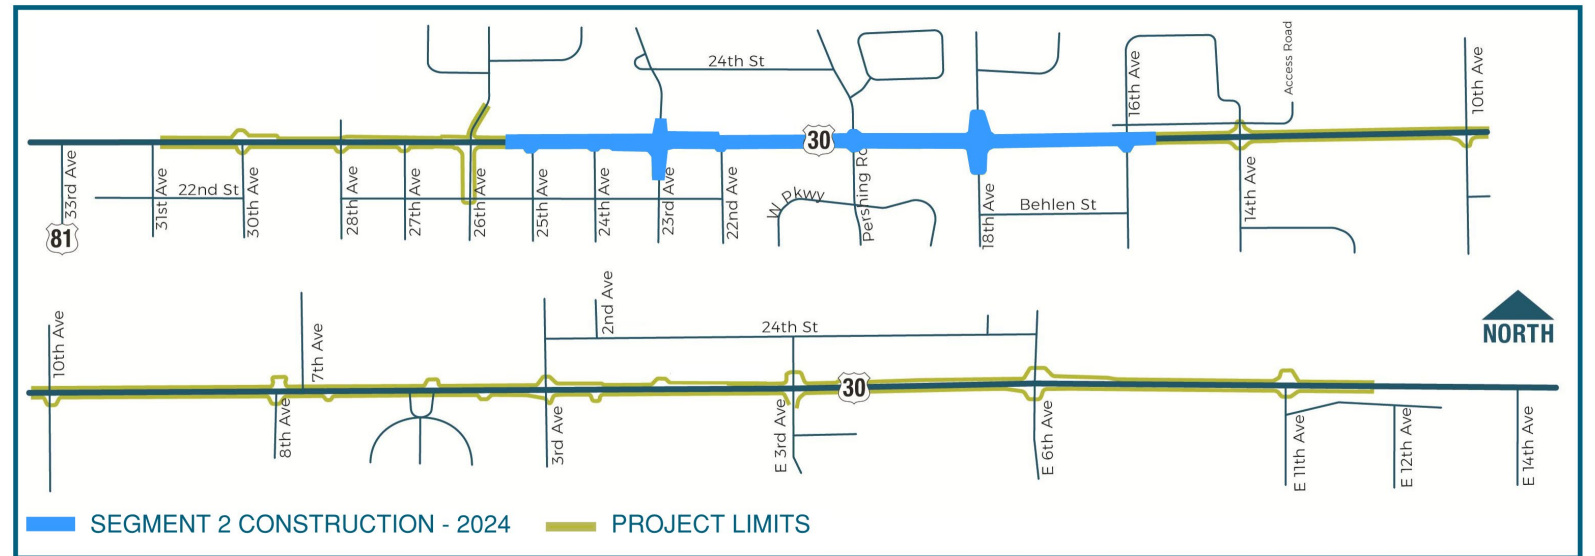 24th St
16th Ave
Access Road
10th Ave
30
33rd Ave
31st Ave
22nd St
30th Ave
28th Ave
27th Ave
26th Ave
25th Ave
24th Ave
23rd Ave
22nd Ave
W Pkwy
Pershing Rd
18th Ave
Behlen St
14th Ave
81
10th Ave
7th Ave
2nd Ave
24th St
NORTH
30
8th Ave
3rd Ave
E 3rd Ave
E 6th Ave
E 11th Ave
E 12th Ave
E 14th Ave
SEGMENT 2 CONSTRUCTION - 2024
PROJECT LIMITS